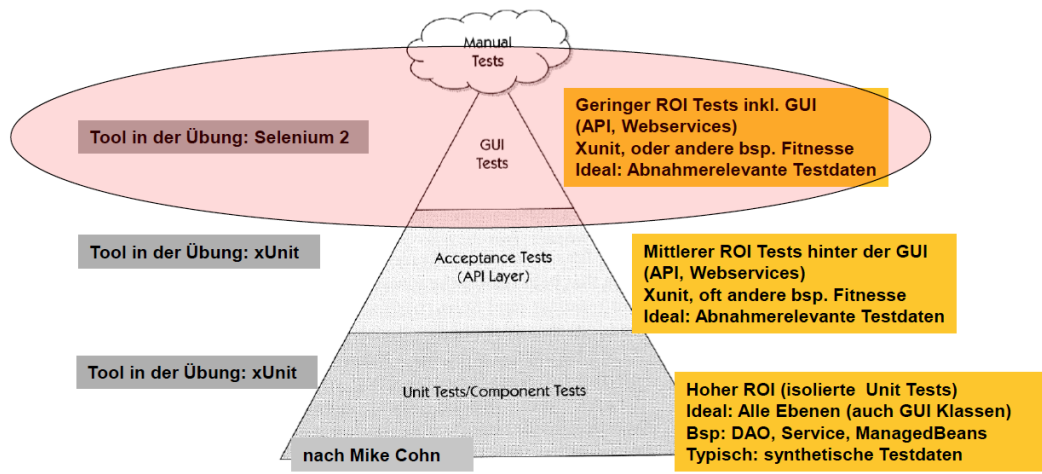 Manual
Tests
Tool in der Übung: Selenium 2
GUI
Tests
Geringer ROI Tests inkl. GUI
(API, Webservices)
Xunit, oder andere bsp. Fitnesse
Ideal: Abnahmerelevante Testdaten
Tool in der Übung: xUnit
Acceptance Tests
(API Layer)
Mittlerer ROI Tests hinter der GUI
(API, Webservices)
Xunit, oft andere bsp. Fitnesse
Ideal: Abnahmerelevante Testdaten
Tool in der Übung: xUnit
Unit Tests/Component Tests
Hoher ROI (isolierte Unit Tests)
Ideal: Alle Ebenen (auch GUI Klassen)
Bsp: DAO, Service, ManagedBeans
Typisch: synthetische Testdaten
nach Mike Cohn